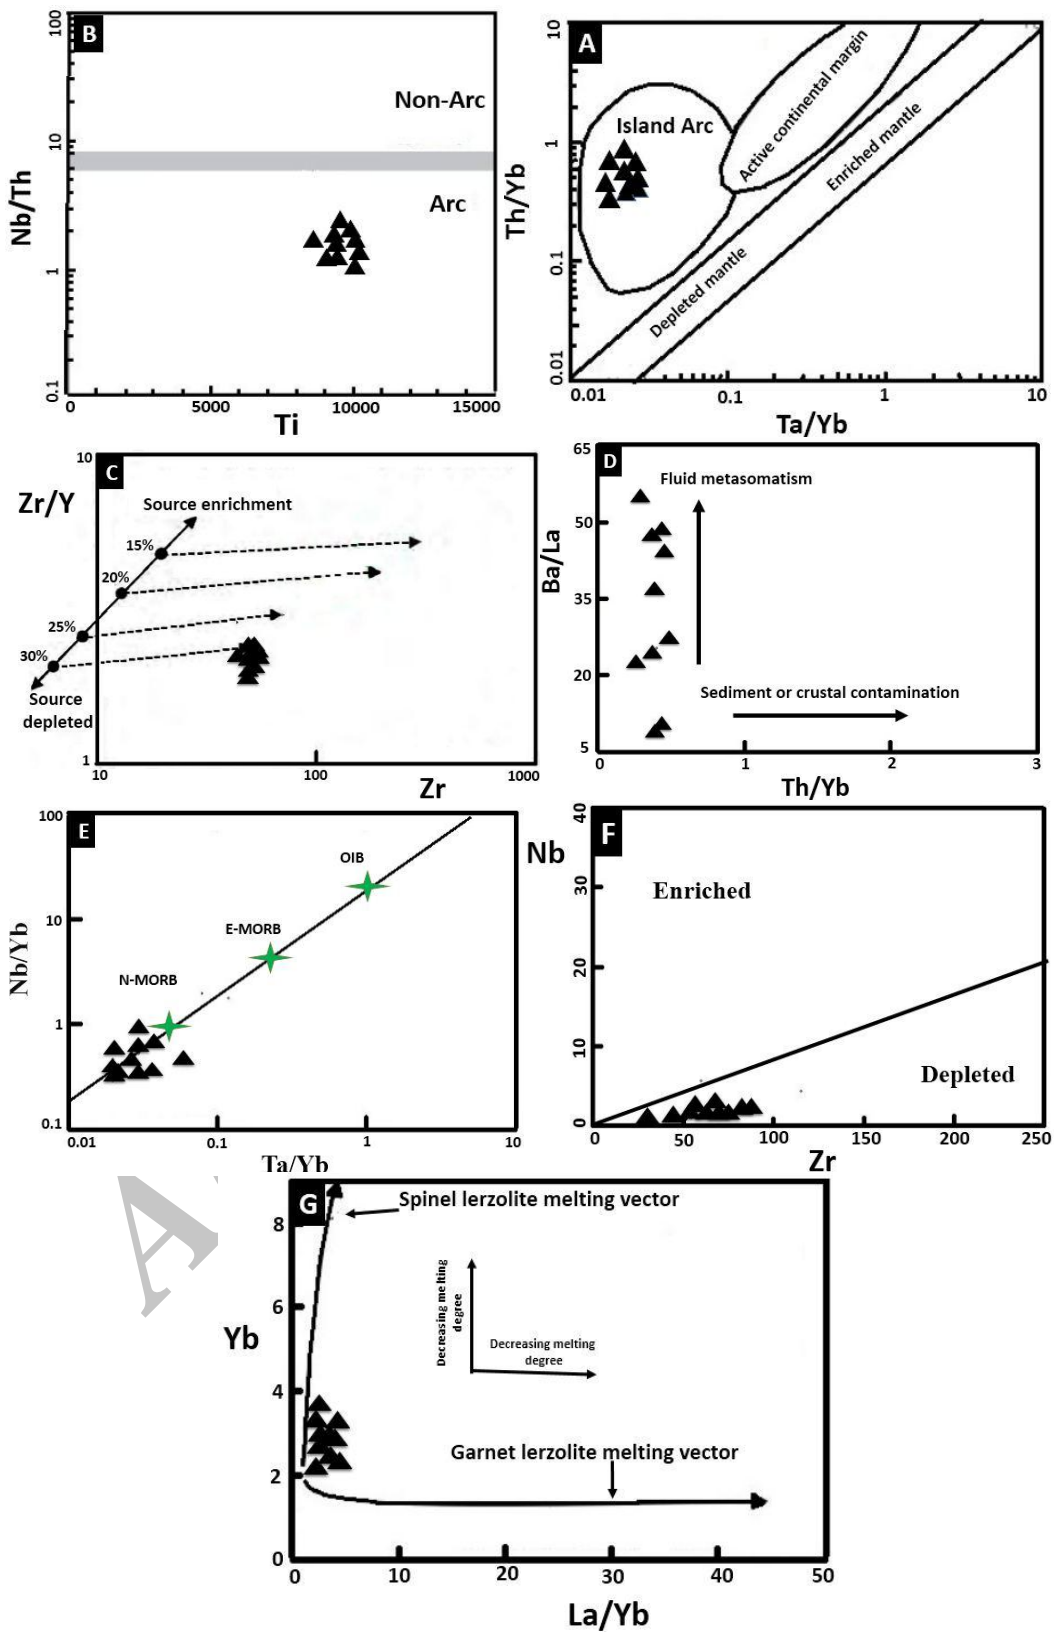 B
100
10
1
0.1
Nb/Th
Non-Arc
Arc
0
5000
10000
15000
Ti
A
10
1
0.1
0.01
Th/Yb
Island Arc
Active continental margin
Enriched mantle
Depleted mantle
0.01
0.1
1
10
Ta/Yb
C
10
Zr/Y
Source enrichment
15%
20%
25%
30%
Source
depleted
1
10
100
1000
Zr
D
65
50
35
20
5
Ba/La
Fluid metasomatism
Sediment or crustal contamination
0
1
2
3
Th/Yb
E
100
10
1
0.1
Nb/Yb
OIB
E-MORB
N-MORB
0.01
0.1
1
10
Ta/Yb
F
Nb
40
30
20
10
0
Enriched
Depleted
0
50
100
150
200
250
Zr
A
G
Spinel lerzolite melting vector
8
6
4
2
0
Yb
Decreasing melting
degree
Decreasing melting
degree
Garnet lerzolite melting vector
0
10
20
30
40
50
La/Yb